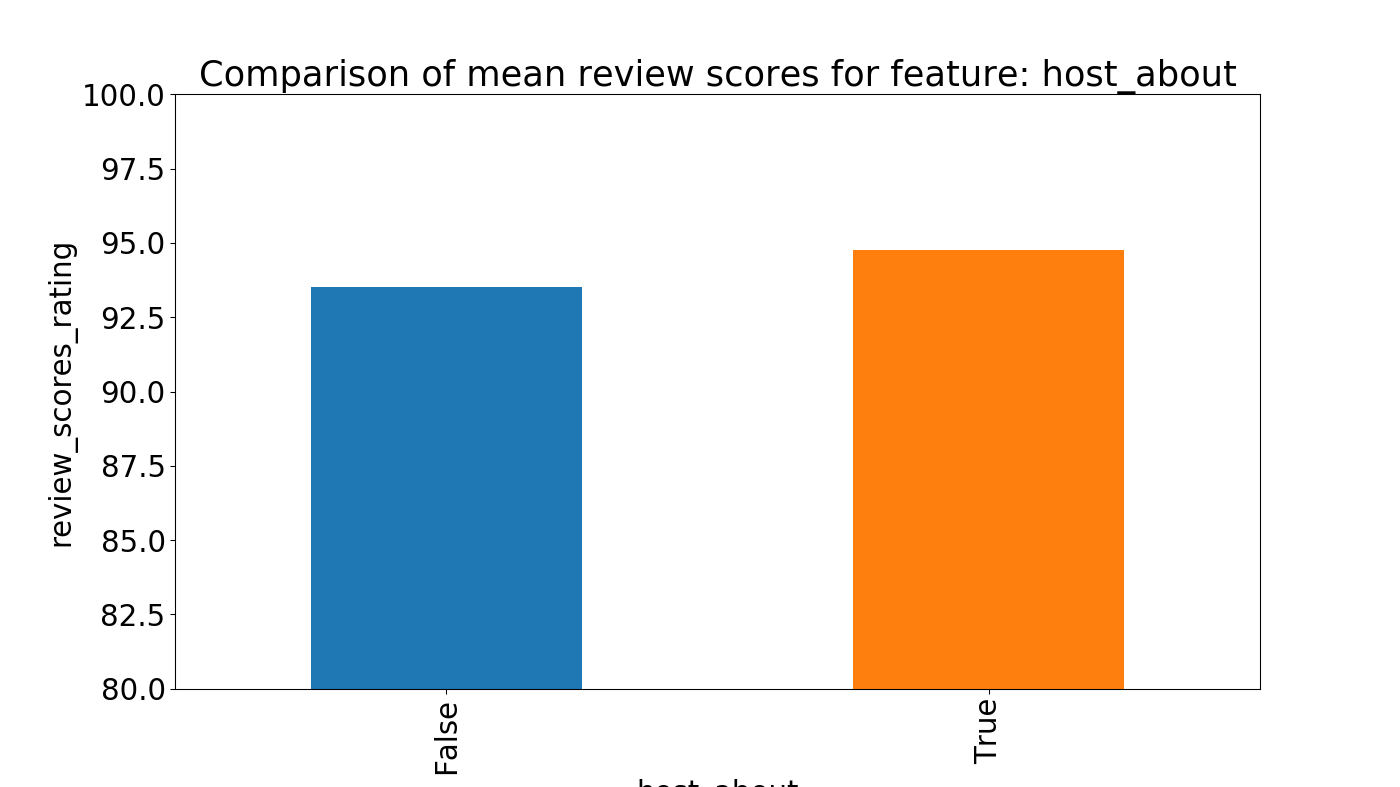 Comparison of mean review scores for feature: host_about
100.0
97.5
95.0
92.5
90.0
87.5
85.0
82.5
80.0
review_scores_rating
False
True
host_about